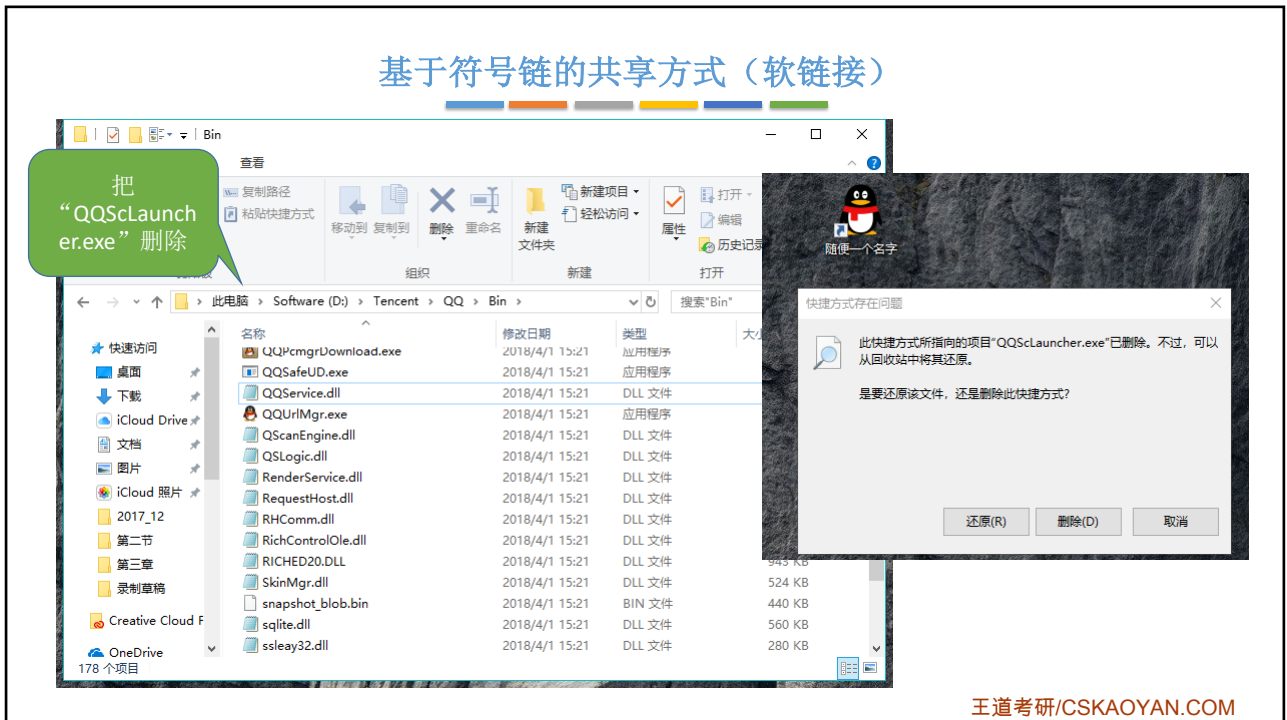 基于符号链的共享方式（软链接）
Bin
查看
把
“QQScLaunch
er.exe”删除
复制路径
粘贴快捷方式
移动到
复制到
删除
重命名
新建
文件夹
新建项目
轻松访问
属性
打开
编辑
历史记录
组织
新建
打开
此电脑 › Software (D:) › Tencent › QQ › Bin ›
搜索"Bin"
名称 修改日期 类型
快速访问
桌面
下载
iCloud Drive
文档
图片
iCloud 照片
2017_12
第二节
第三章
录制草稿
Creative Cloud F
OneDrive
QQPcmgrDownload.exe 2018/4/1 15:21 应用程序
QQSafeUD.exe 2018/4/1 15:21 应用程序
QQService.dll 2018/4/1 15:21 DLL 文件
QQUrlMgr.exe 2018/4/1 15:21 应用程序
QScanEngine.dll 2018/4/1 15:21 DLL 文件
QSLogic.dll 2018/4/1 15:21 DLL 文件
RenderService.dll 2018/4/1 15:21 DLL 文件
RequestHost.dll 2018/4/1 15:21 DLL 文件
RHComm.dll 2018/4/1 15:21 DLL 文件
RichControlOle.dll 2018/4/1 15:21 DLL 文件
RICHED20.DLL 2018/4/1 15:21 DLL 文件 943 KB
SkinMgr.dll 2018/4/1 15:21 DLL 文件 524 KB
snapshot_blob.bin 2018/4/1 15:21 BIN 文件 440 KB
sqlite.dll 2018/4/1 15:21 DLL 文件 560 KB
ssleay32.dll 2018/4/1 15:21 DLL 文件 280 KB
178 个项目
随便一个名字
快捷方式存在问题
此快捷方式所指向的项目"QQScLauncher.exe"已删除。不过，可以
从回收站中将其还原。
是要还原该文件，还是删除此快捷方式?
还原(R) 删除(D) 取消
王道考研/CSKAOYAN.COM